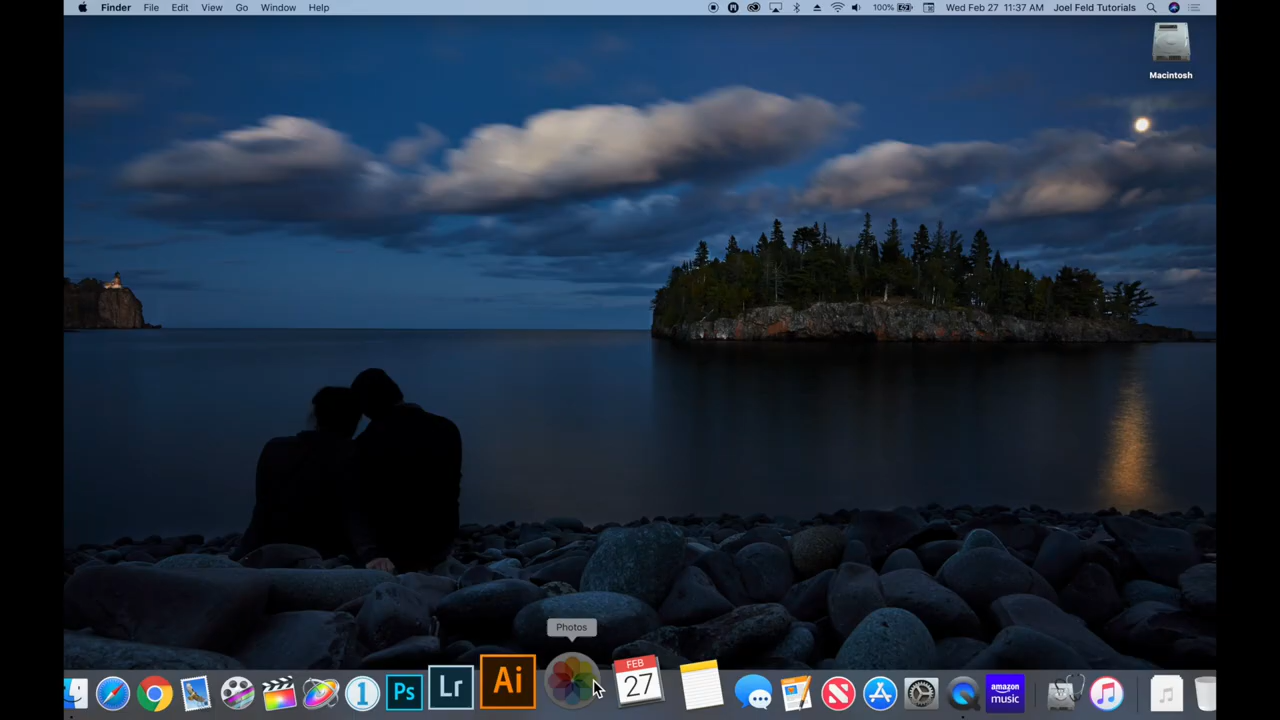 Finder File Edit View Go Window Help 100% Wed Feb 27 11:37 AM Joel Feld Tutorials
Macintosh
Photos
1 Ps Lr Ai FEB 27 amazon music